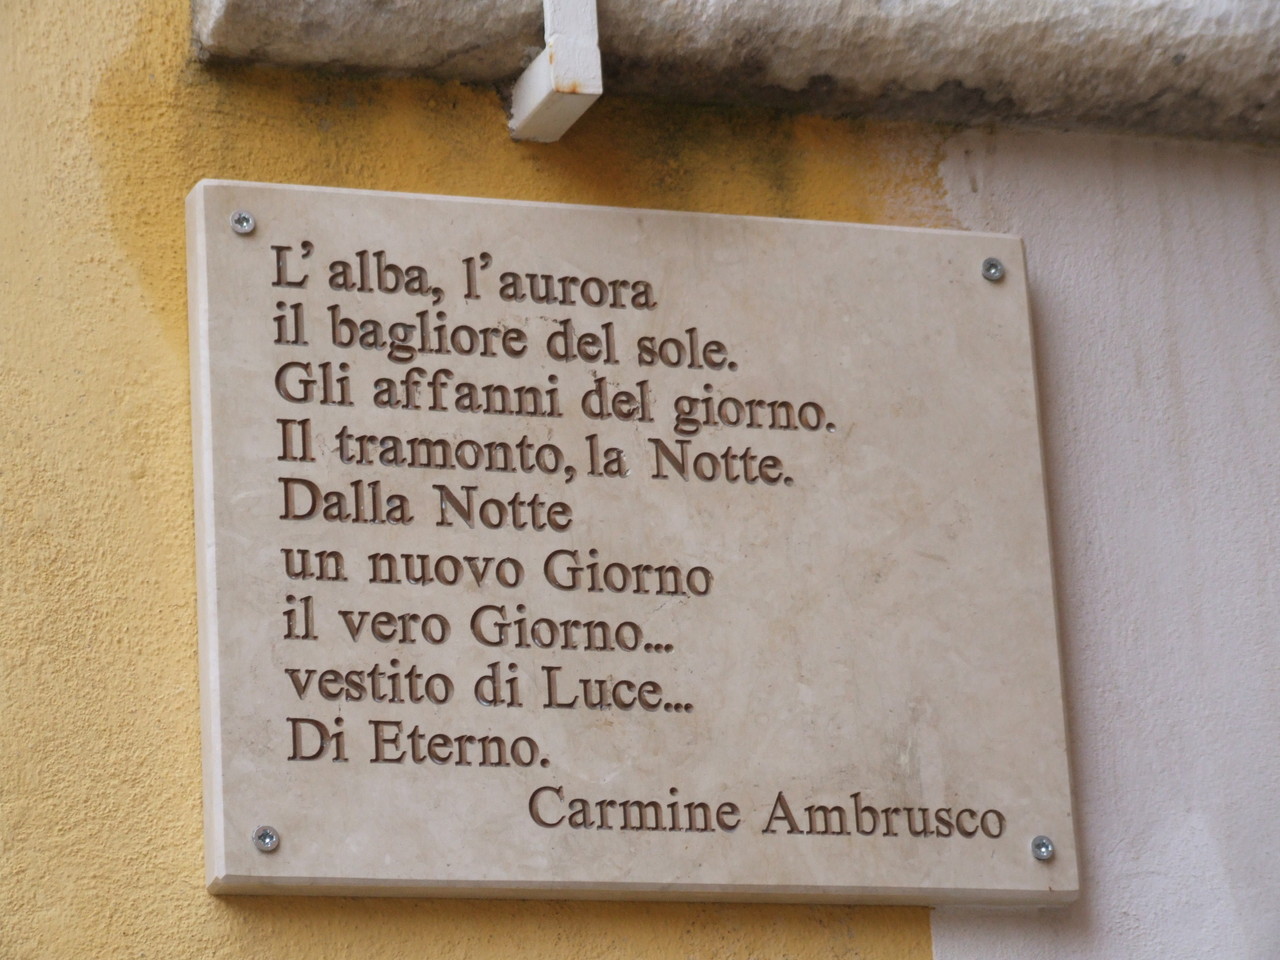 L' alba, l'aurora
il bagliore del sole.
Gli affanni del giorno.
Il tramonto, la Notte.
Dalla Notte
un nuovo Giorno
il vero Giorno...
vestito di Luce...
Di Eterno.
Carmine Ambrusco